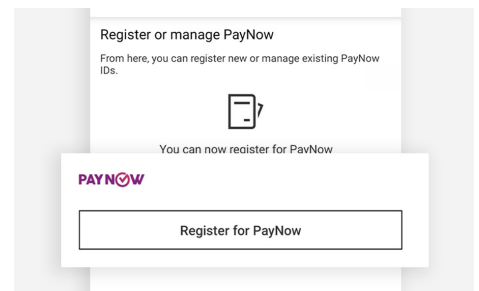 Register or manage PayNow
From here, you can register new or manage existing PayNow
IDs.
You can now register for PayNow
PAYNOW
Register for PayNow